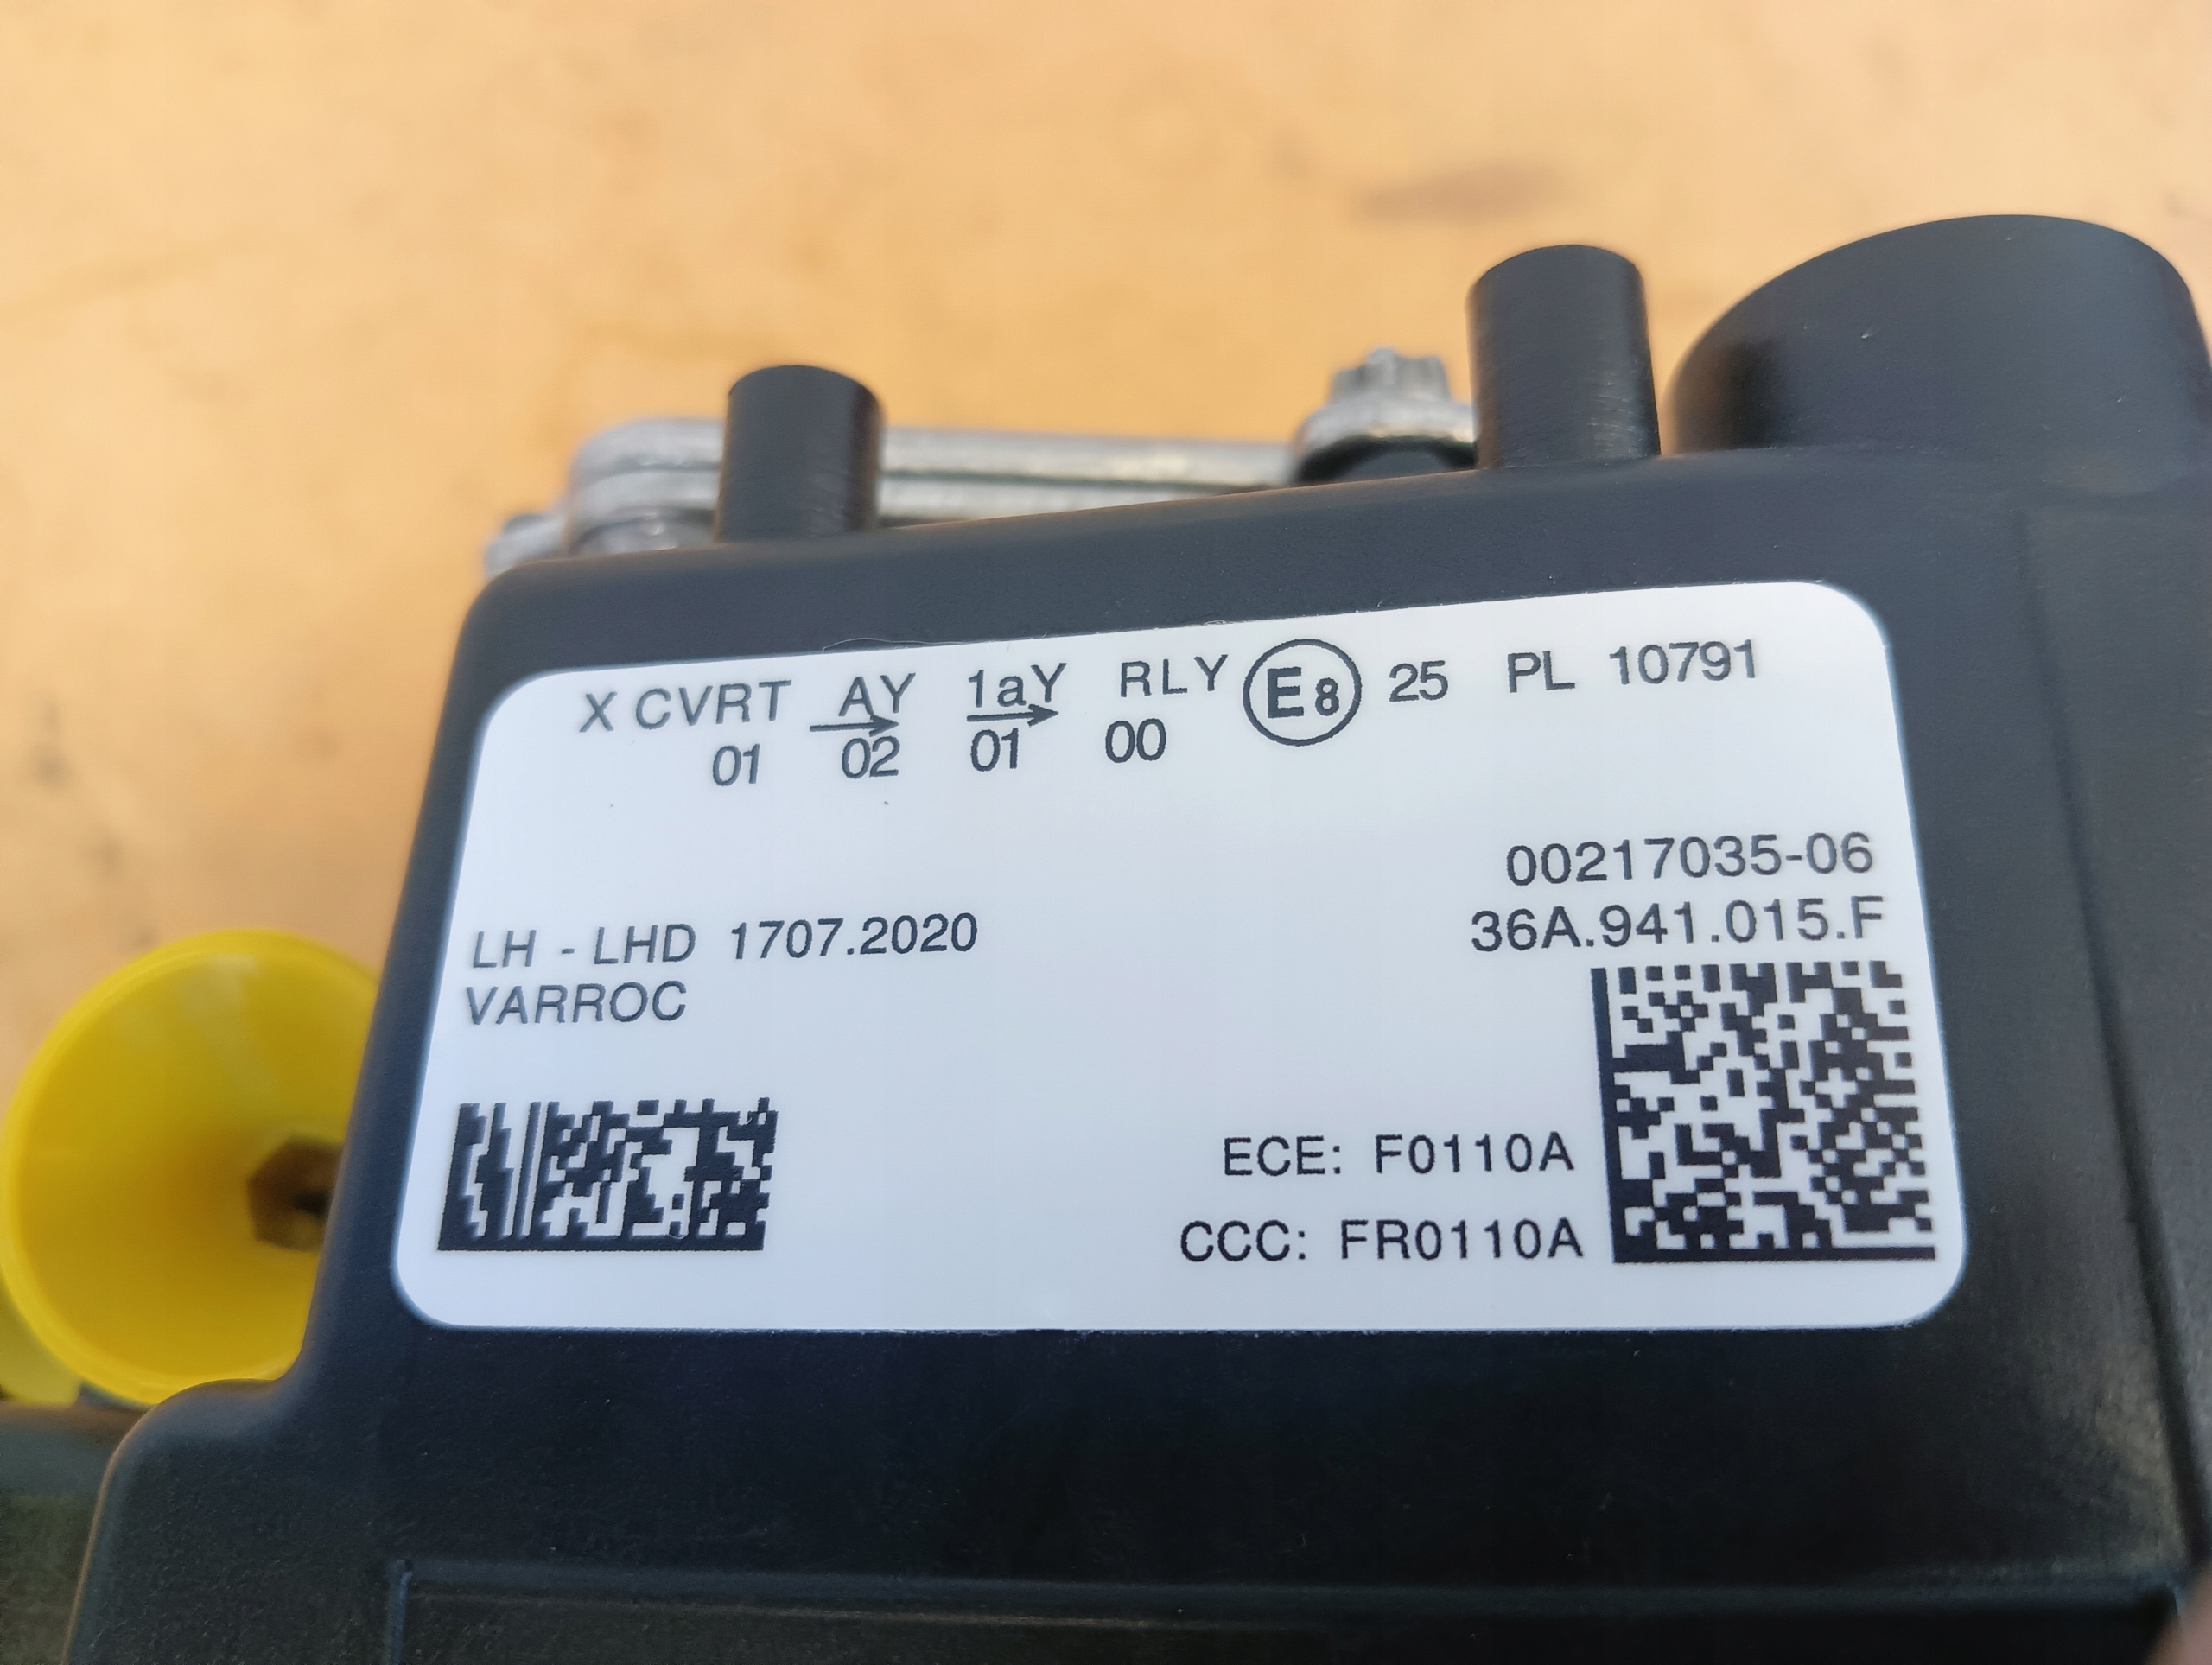 X CVRT AY 1aY RLY E8 25 PL 10791
01 02 01 00
00217035-06
36A.941.015.F
LH - LHD 1707.2020
VARROC
ECE: F0110A
CCC: FR0110A